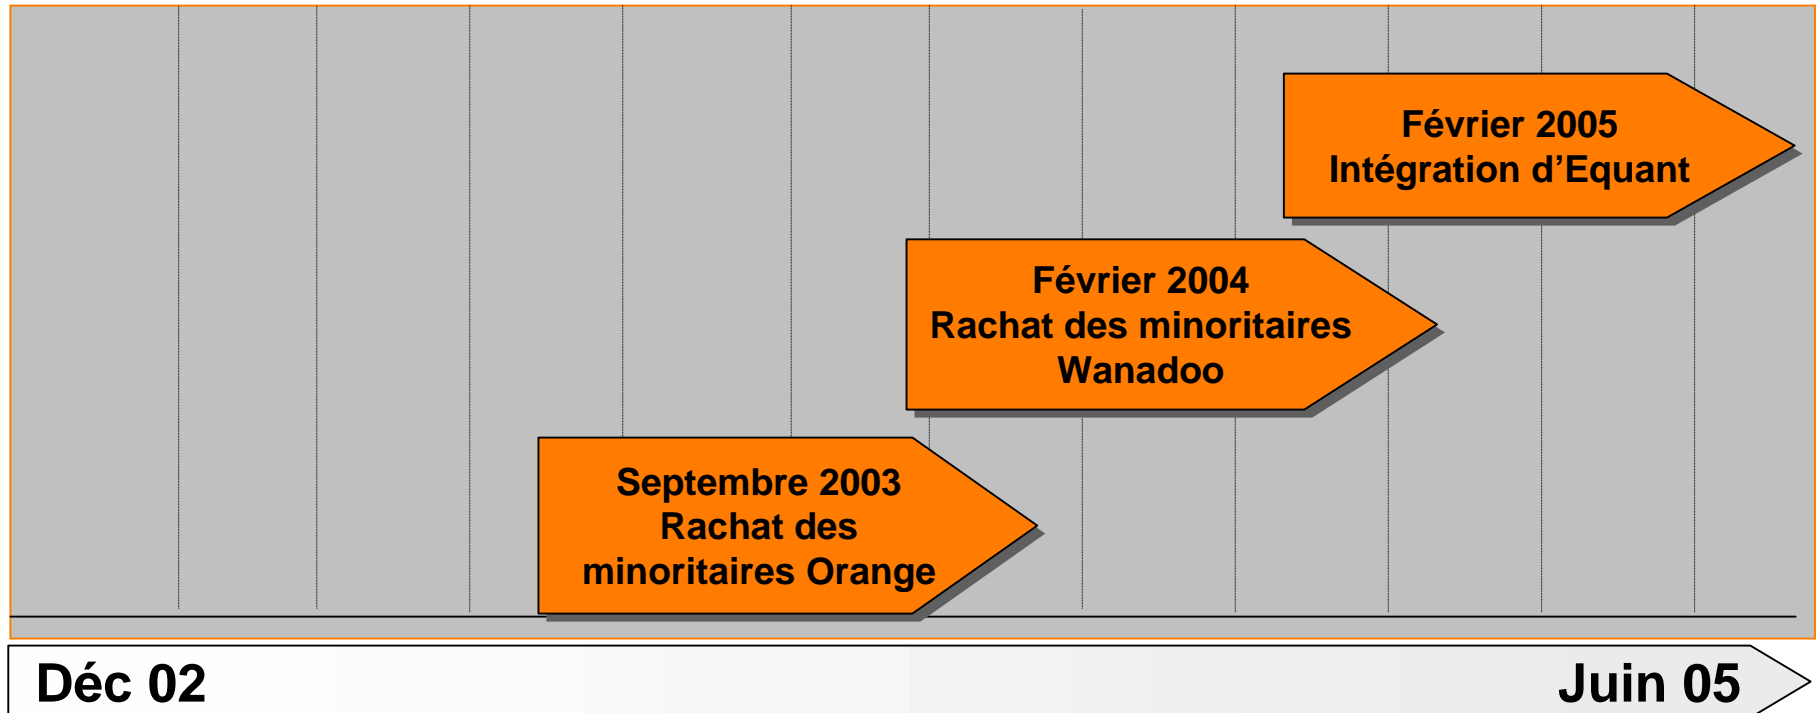 Février 2005
Intégration d’Equant
Février 2004
Rachat des minoritaires
Wanadoo
Septembre 2003
Rachat des
minoritaires Orange
Déc 02
Juin 05